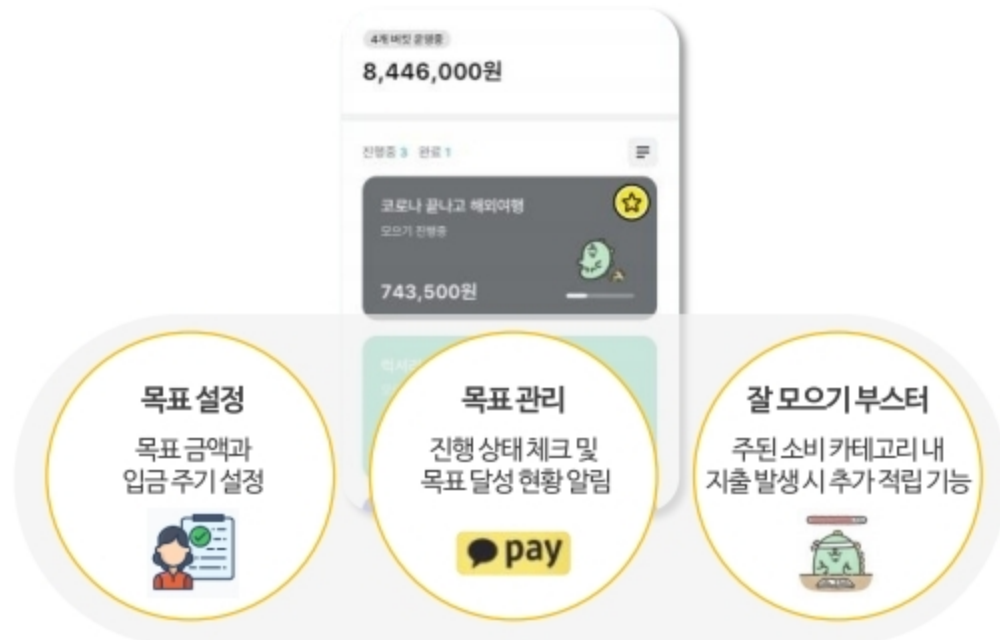 4개 버킷 운영중
8,446,000원
진행중 3 완료 1
코로나 끝나고 해외여행
모으기 진행중
743,500원
목표 설정
목표 금액과
입금 주기 설정
목표 관리
진행 상태 체크 및
목표 달성 현황 알림
pay
잘 모으기 부스터
주된 소비 카테고리 내
지출 발생 시 추가 적립 기능